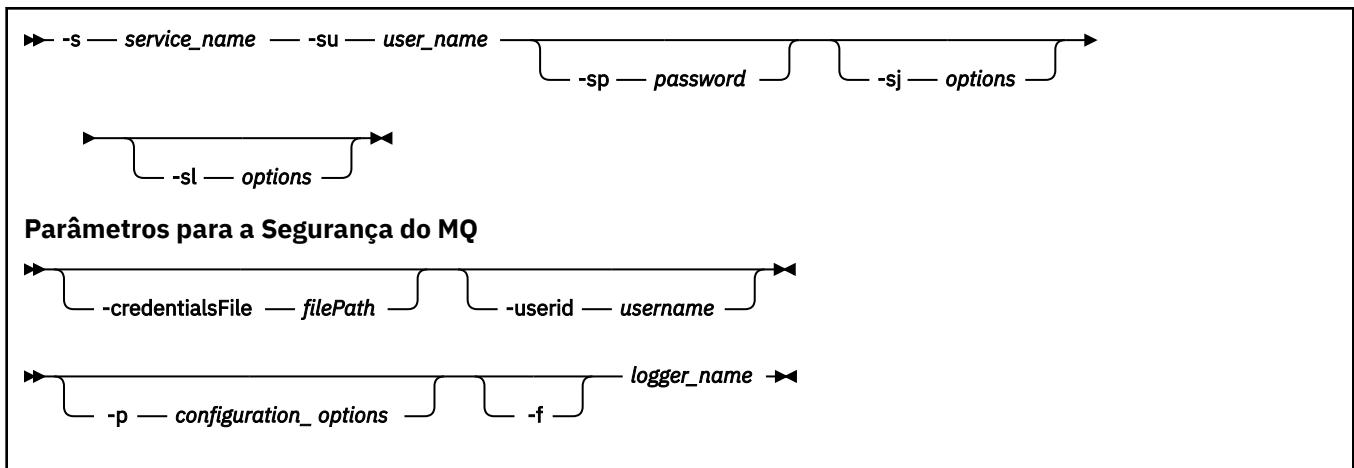 -s service_name -su user_name
-sp password -sj options
-sl options
Parâmetros para a Segurança do MQ
-credentialsFile filePath -userid username
logger_name
-p configuration_ options -f